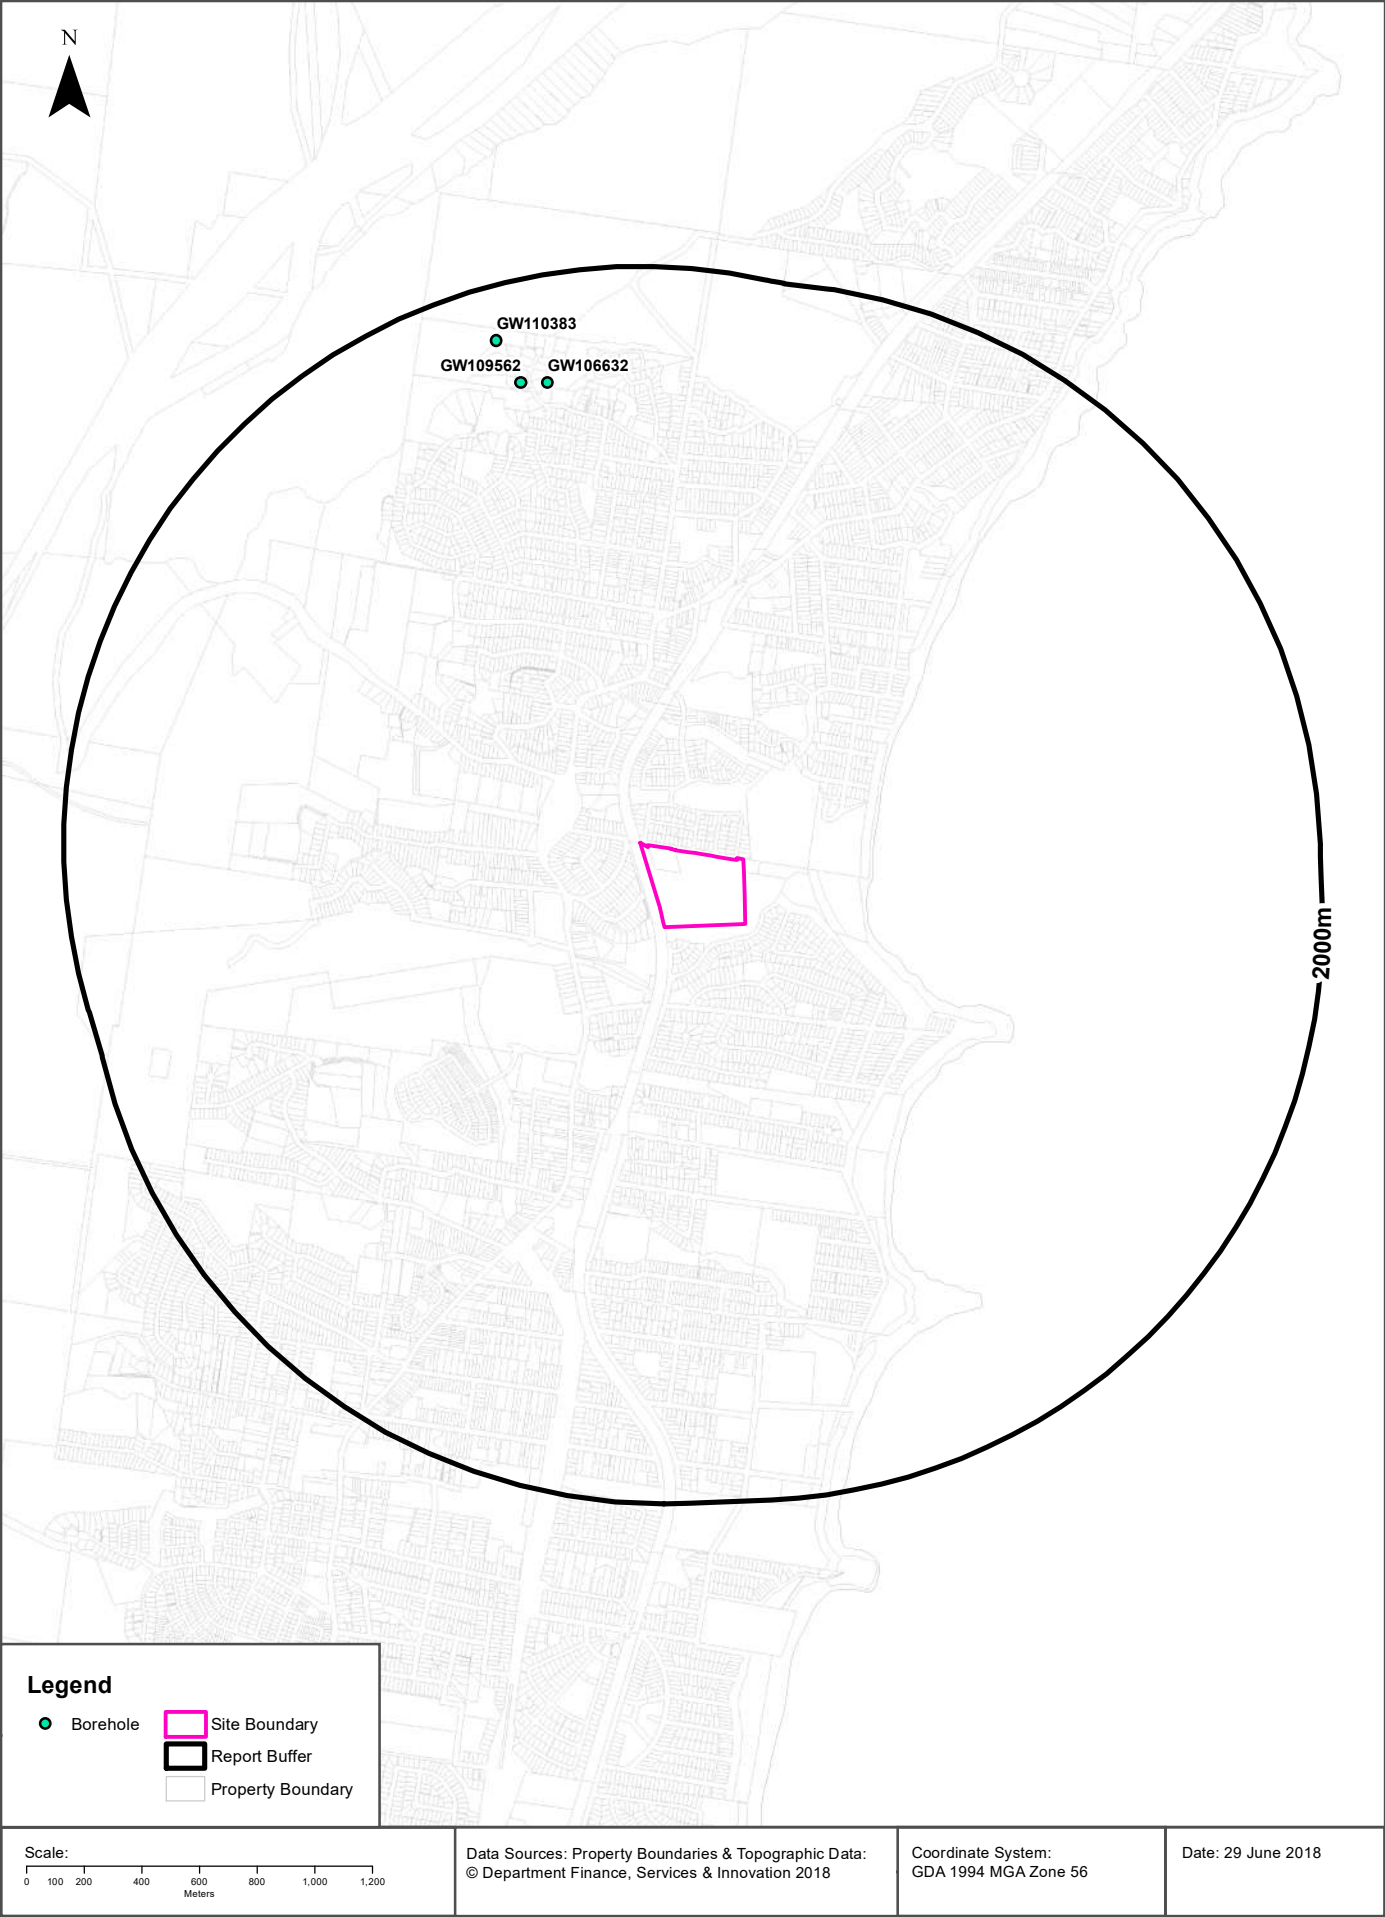 N
GW110383
GW109562
GW106632
2000m
Legend
Borehole
Site Boundary
Report Buffer
Property Boundary
Scale:
0 100 200 400 600 800 1,000 1,200
Meters
Data Sources: Property Boundaries & Topographic Data:
© Department Finance, Services & Innovation 2018
Coordinate System:
GDA 1994 MGA Zone 56
Date: 29 June 2018